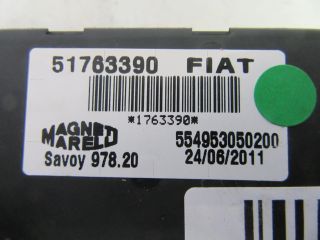 51763390 FIAT
*1763390*
MAGNETI
MARELLI
554953050200
Savoy 978.20
24/06/2011